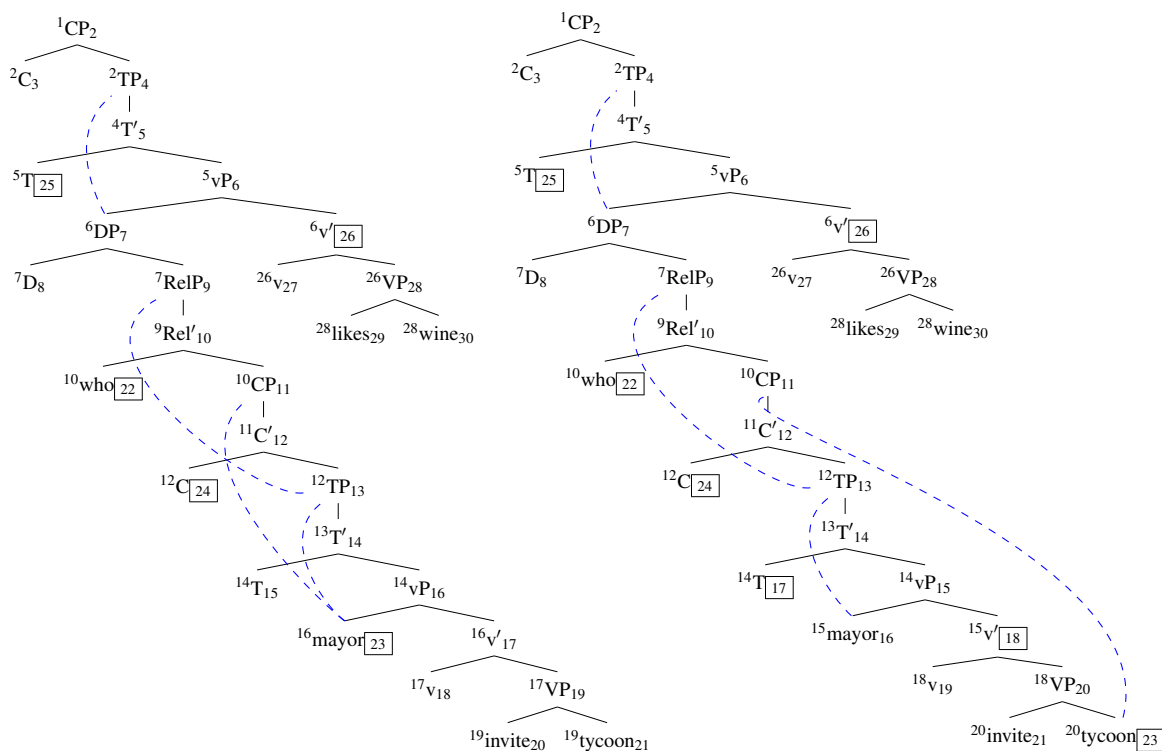 ¹CP₂ ¹CP₂
²C₃ ²TP₄ ²C₃ ²TP₄
⁴T′₅ ⁴T′₅
⁵T 25 ⁵vP₆ ⁵T 25 ⁵vP₆
⁶DP₇ ⁶v′ 26 ⁶DP₇ ⁶v′ 26
⁷D₈ ⁷RelP₉ ²⁶v₂₇ ²⁶VP₂₈ ⁷D₈ ⁷RelP₉ ²⁶v₂₇ ²⁶VP₂₈
⁹Rel′₁₀ ²⁸likes₂₉ ²⁸wine₃₀ ⁹Rel′₁₀ ²⁸likes₂₉ ²⁸wine₃₀
¹⁰who 22 ¹⁰CP₁₁ ¹⁰who 22 ¹⁰CP₁₁
¹¹C′₁₂ ¹¹C′₁₂
¹²C 24 ¹²TP₁₃ ¹²C 24 ¹²TP₁₃
¹³T′₁₄ ¹³T′₁₄
¹⁴T₁₅ ¹⁴vP₁₆ ¹⁴T 17 ¹⁴vP₁₅
¹⁶mayor 23 ¹⁶v′₁₇ ¹⁵mayor₁₆ ¹⁵v′ 18
¹⁷v₁₈ ¹⁷VP₁₉ ¹⁸v₁₉ ¹⁸VP₂₀
¹⁹invite₂₀ ¹⁹tycoon₂₁ ²⁰invite₂₁ ²⁰tycoon 23